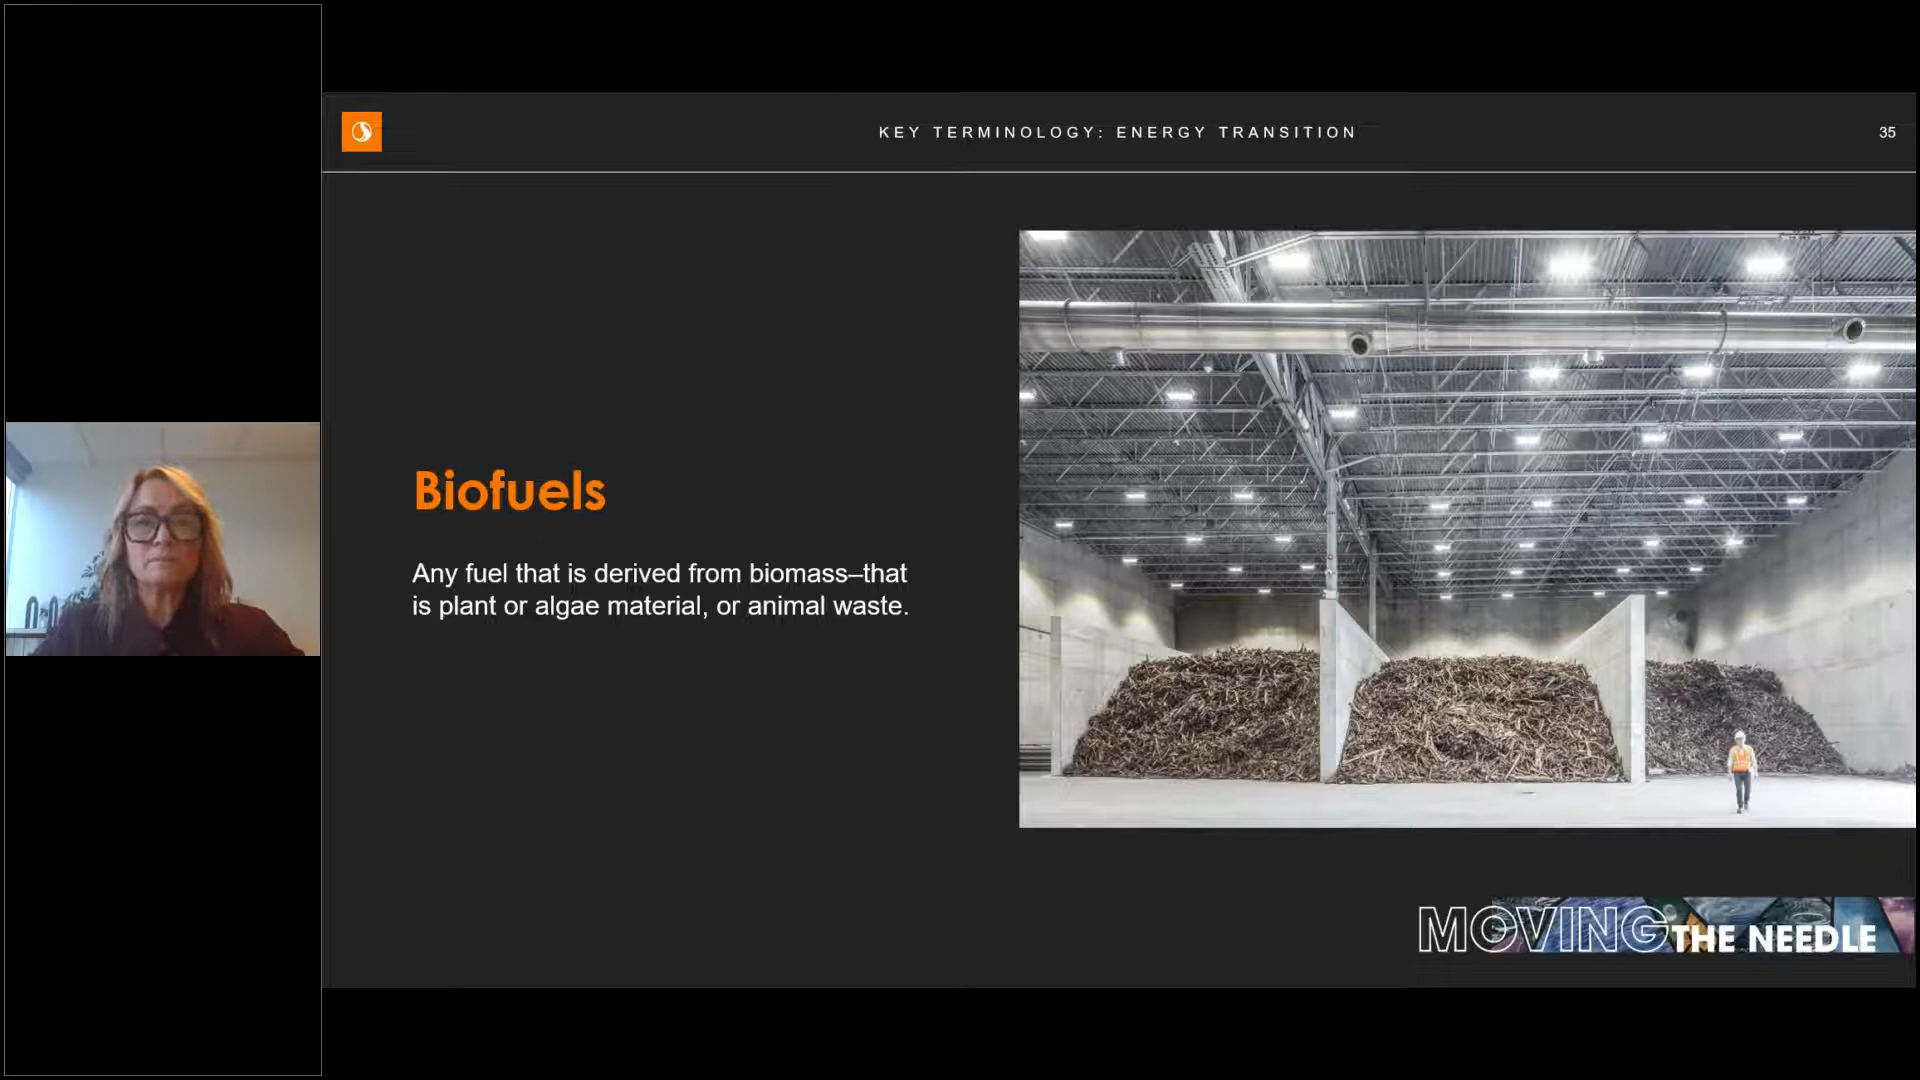 KEY TERMINOLOGY: ENERGY TRANSITION
35
Biofuels
Any fuel that is derived from biomass–that
is plant or algae material, or animal waste.
MOVING THE NEEDLE